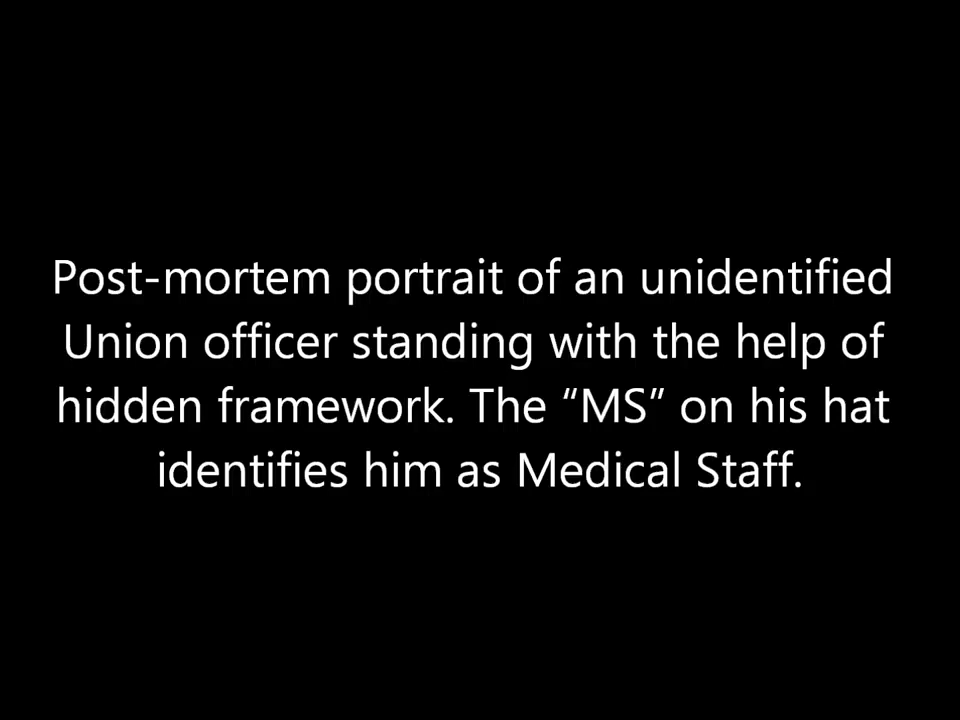 Post-mortem portrait of an unidentified
Union officer standing with the help of
hidden framework. The “MS” on his hat
identifies him as Medical Staff.